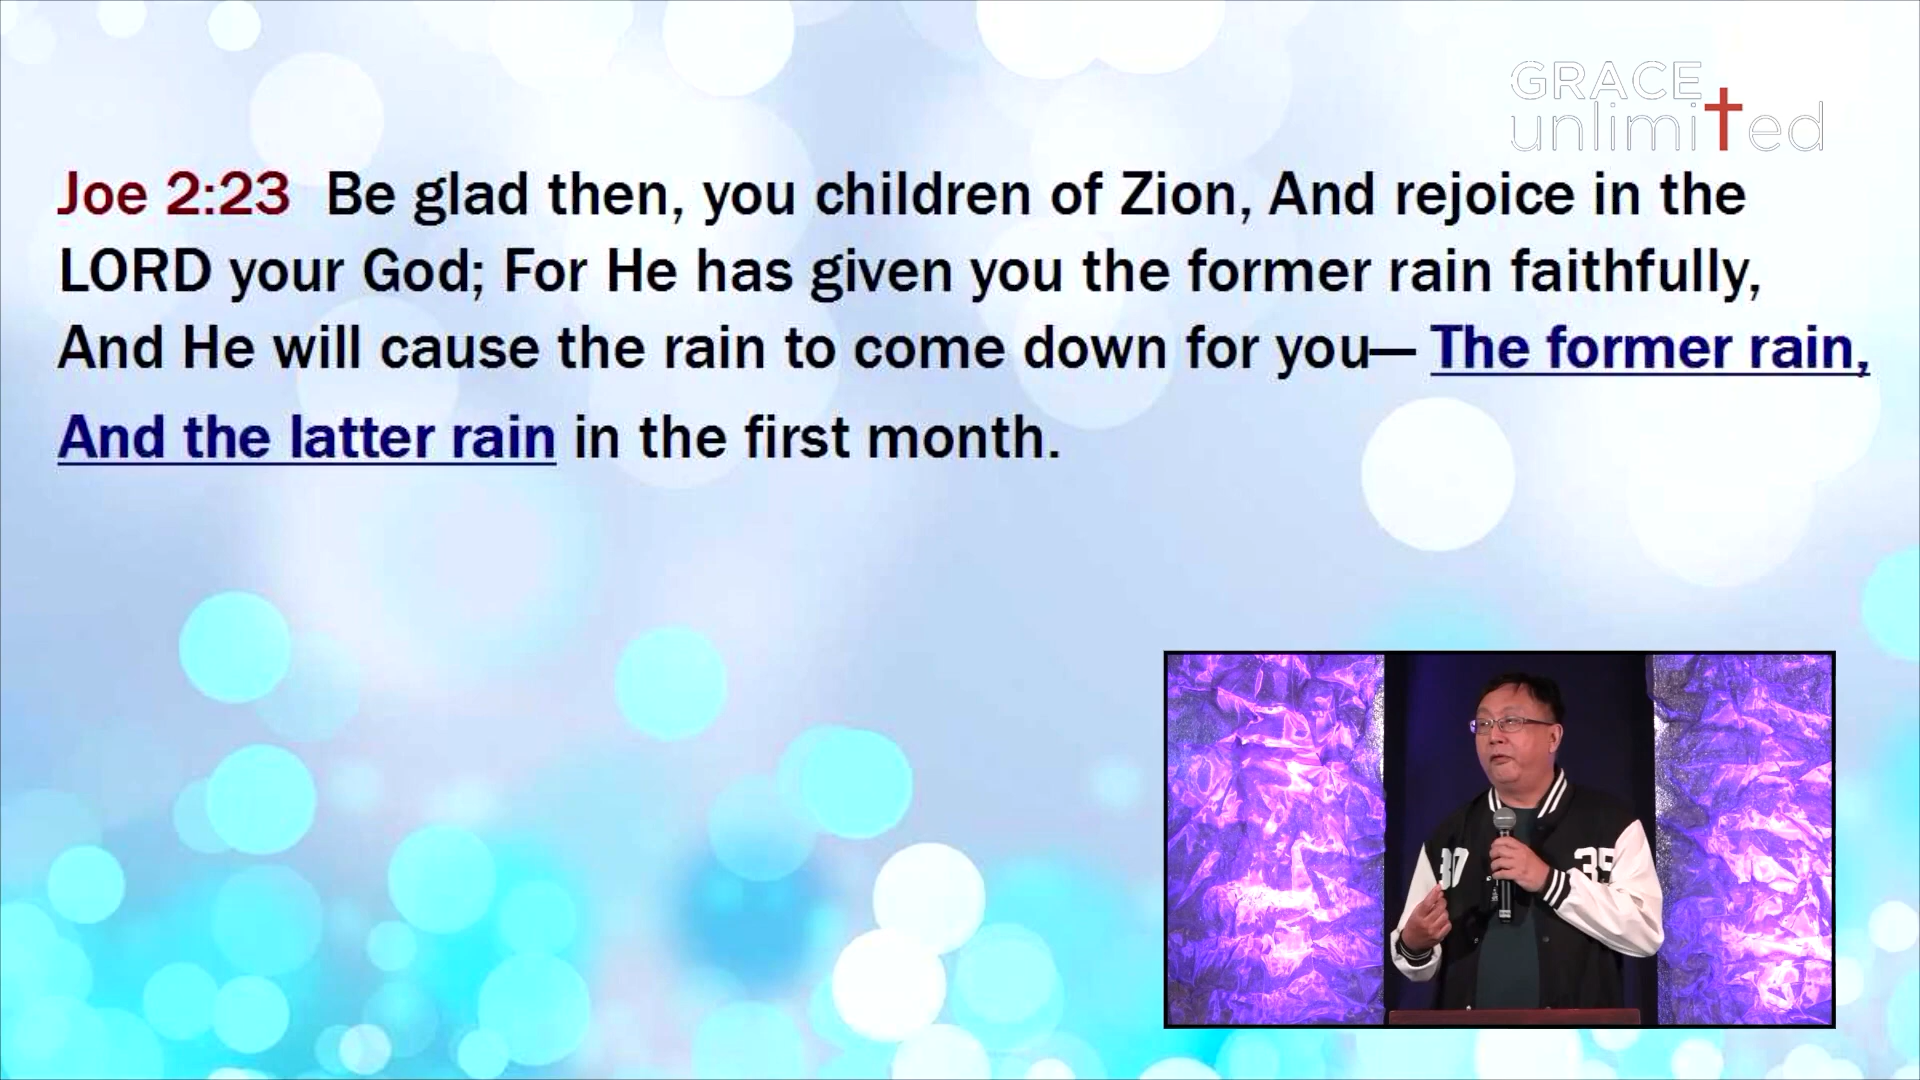 GRACE
unlimited
Joe 2:23 Be glad then, you children of Zion, And rejoice in the
LORD your God; For He has given you the former rain faithfully,
And He will cause the rain to come down for you— The former rain,
And the latter rain in the first month.
30
39